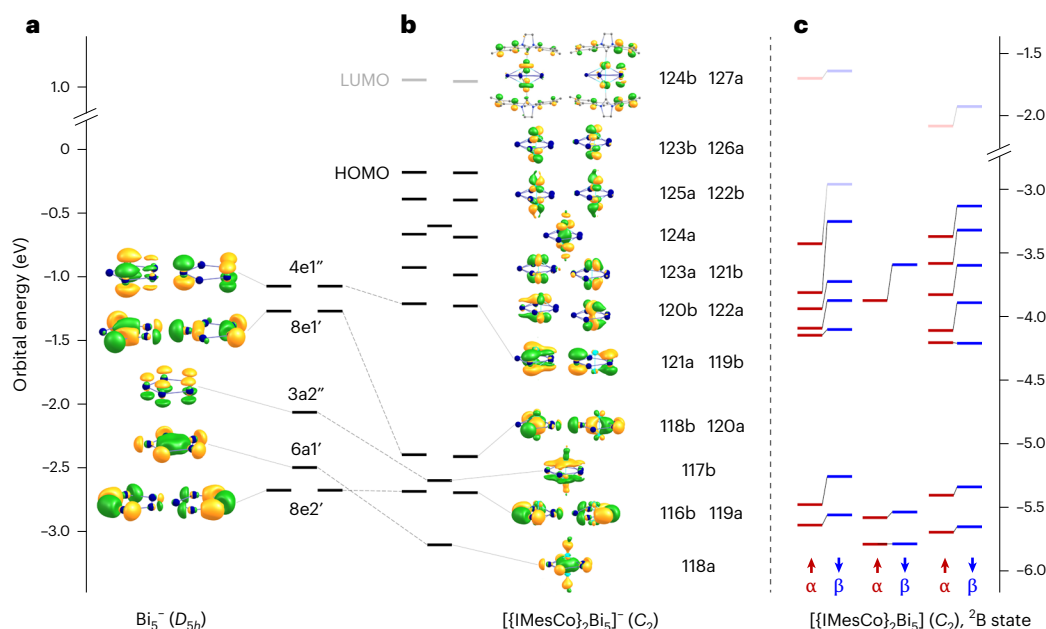 a
b
c
Orbital energy (eV)
1.0
0
−0.5
−1.0
−1.5
−2.0
−2.5
−3.0
4e1″
8e1′
3a2″
6a1′
8e2′
Bi₅⁻ (D₅ₕ)
LUMO
HOMO
124b 127a
123b 126a
125a 122b
124a
123a 121b
120b 122a
121a 119b
118b 120a
117b
116b 119a
118a
[{IMesCo}₂Bi₅]⁻ (C₂)
−1.5
−2.0
−3.0
−3.5
−4.0
−4.5
−5.0
−5.5
−6.0
α β α β α β
[{IMesCo}₂Bi₅] (C₂), ²B state